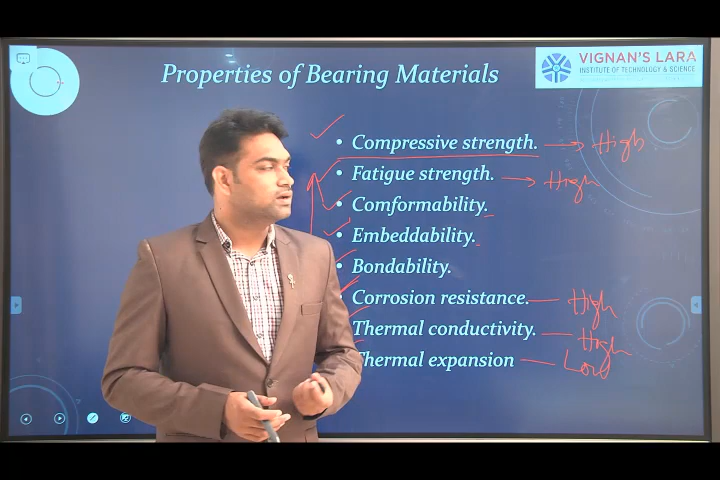 Properties of Bearing Materials
VIGNAN'S LARA
INSTITUTE OF TECHNOLOGY & SCIENCE
• Compressive strength. → High
• Fatigue strength. → High
• Comformability.
• Embeddability.
• Bondability.
• Corrosion resistance. — High
Thermal conductivity. — High
Thermal expansion — Low